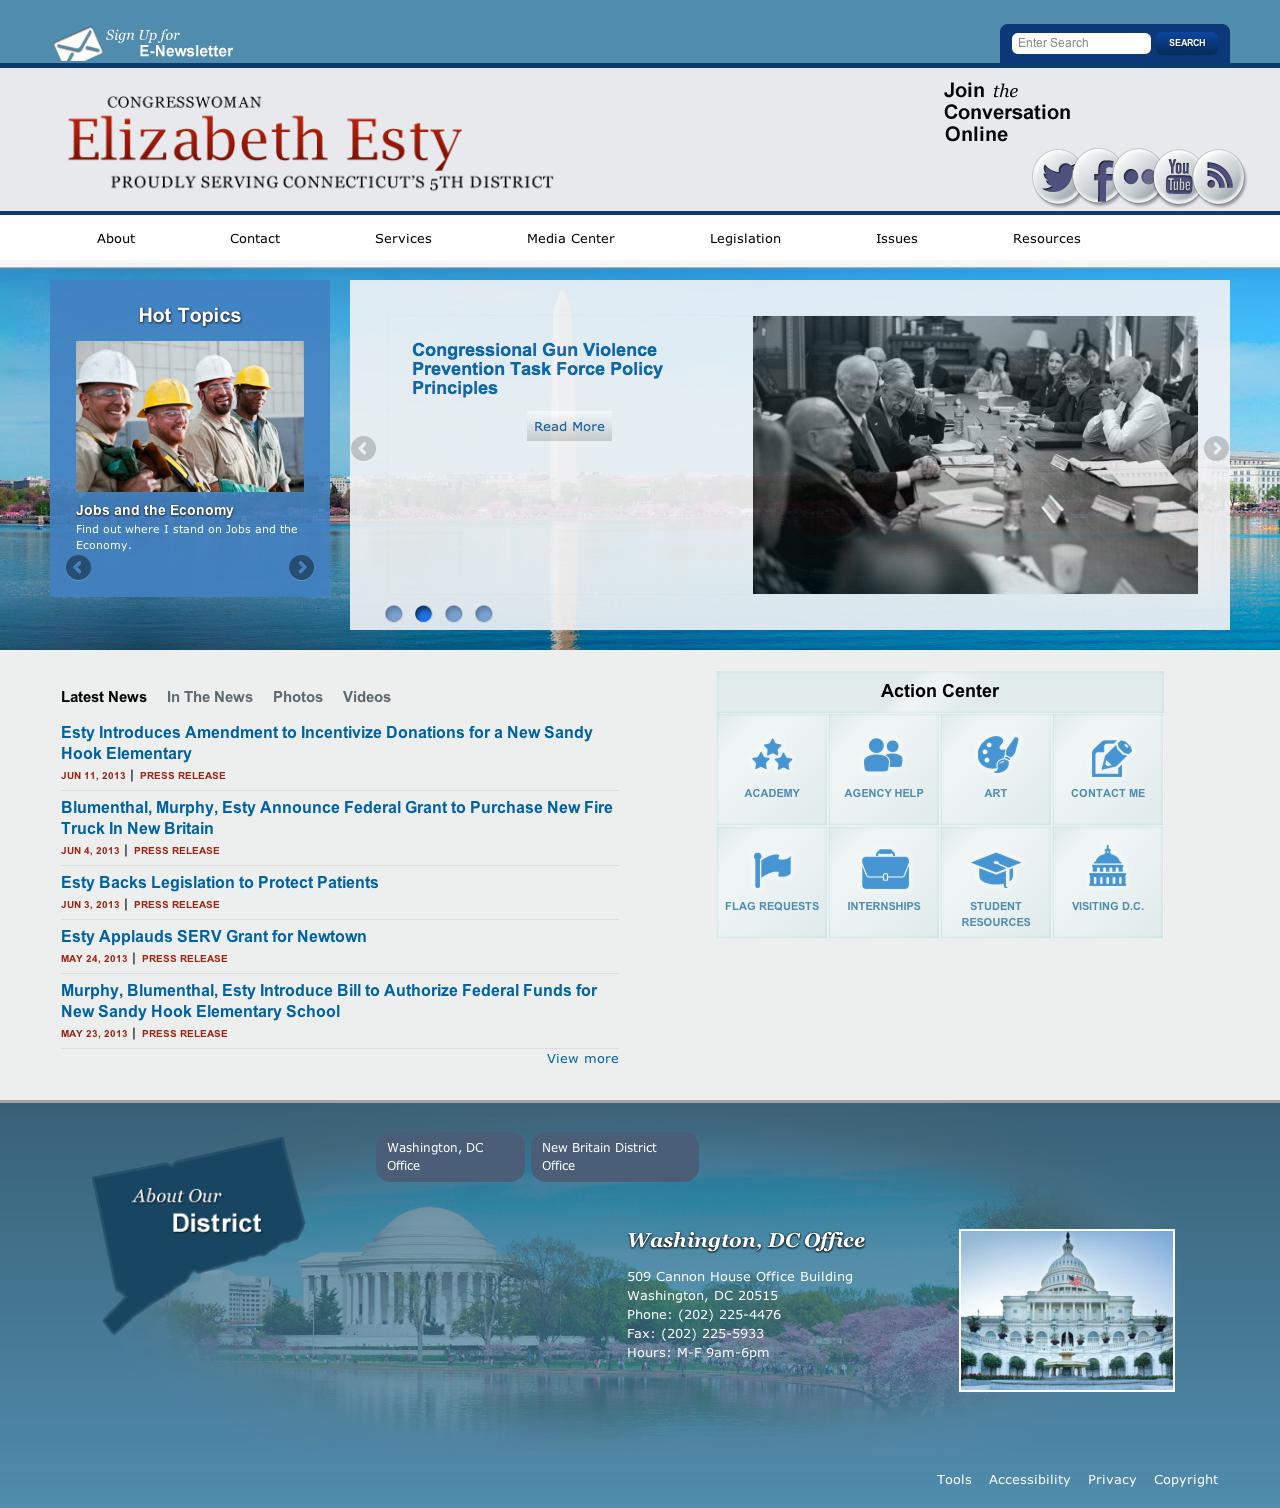 Sign Up for
E-Newsletter
Enter Search
SEARCH
CONGRESSWOMAN
Elizabeth Esty
PROUDLY SERVING CONNECTICUT'S 5TH DISTRICT
Join the
Conversation
Online
You
Tube
About
Contact
Services
Media Center
Legislation
Issues
Resources
Hot Topics
Jobs and the Economy
Find out where I stand on Jobs and the
Economy.
Congressional Gun Violence
Prevention Task Force Policy
Principles
Read More
Latest News
In The News
Photos
Videos
Esty Introduces Amendment to Incentivize Donations for a New Sandy
Hook Elementary
JUN 11, 2013 | PRESS RELEASE
Blumenthal, Murphy, Esty Announce Federal Grant to Purchase New Fire
Truck In New Britain
JUN 4, 2013 | PRESS RELEASE
Esty Backs Legislation to Protect Patients
JUN 3, 2013 | PRESS RELEASE
Esty Applauds SERV Grant for Newtown
MAY 24, 2013 | PRESS RELEASE
Murphy, Blumenthal, Esty Introduce Bill to Authorize Federal Funds for
New Sandy Hook Elementary School
MAY 23, 2013 | PRESS RELEASE
View more
Action Center
ACADEMY
AGENCY HELP
ART
CONTACT ME
FLAG REQUESTS
INTERNSHIPS
STUDENT
RESOURCES
VISITING D.C.
About Our
District
Washington, DC
Office
New Britain District
Office
Washington, DC Office
509 Cannon House Office Building
Washington, DC 20515
Phone: (202) 225-4476
Fax: (202) 225-5933
Hours: M-F 9am-6pm
Tools
Accessibility
Privacy
Copyright